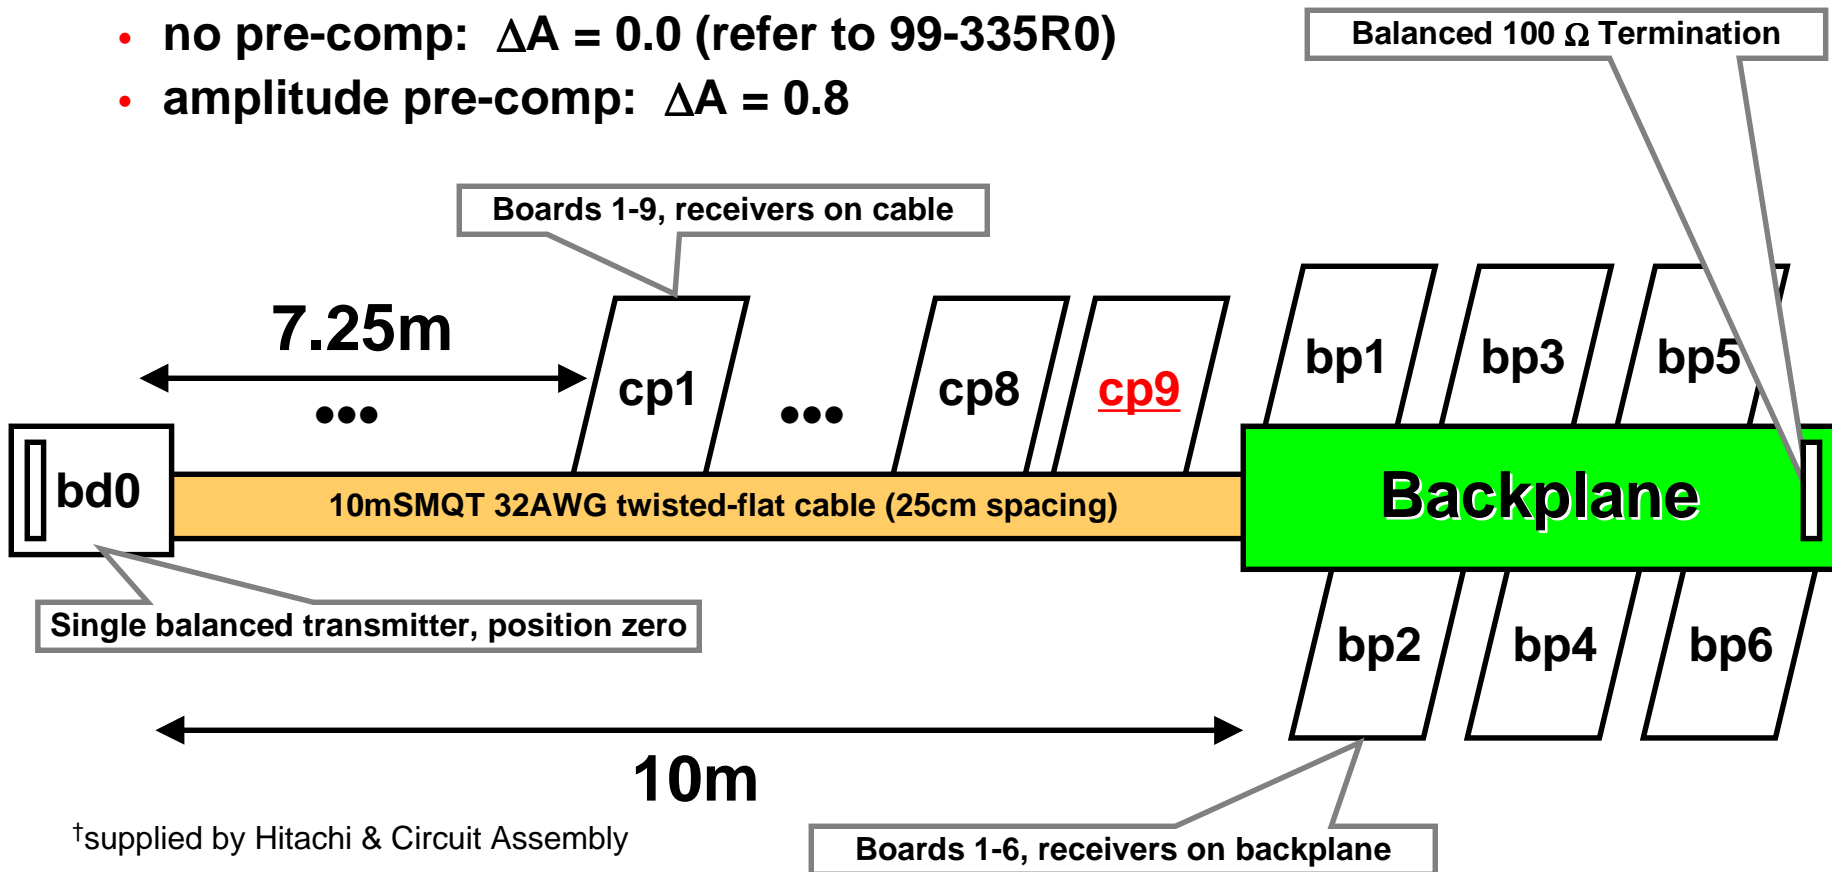 • no pre-comp: ΔA = 0.0 (refer to 99-335R0)
• amplitude pre-comp: ΔA = 0.8
Balanced 100 Ω Termination
Boards 1-9, receivers on cable
7.25m
•••
cp1
•••
cp8
cp9
bp1
bp3
bp5
bd0
10mSMQT 32AWG twisted-flat cable (25cm spacing)
Backplane
Single balanced transmitter, position zero
bp2
bp4
bp6
10m
†supplied by Hitachi & Circuit Assembly
Boards 1-6, receivers on backplane